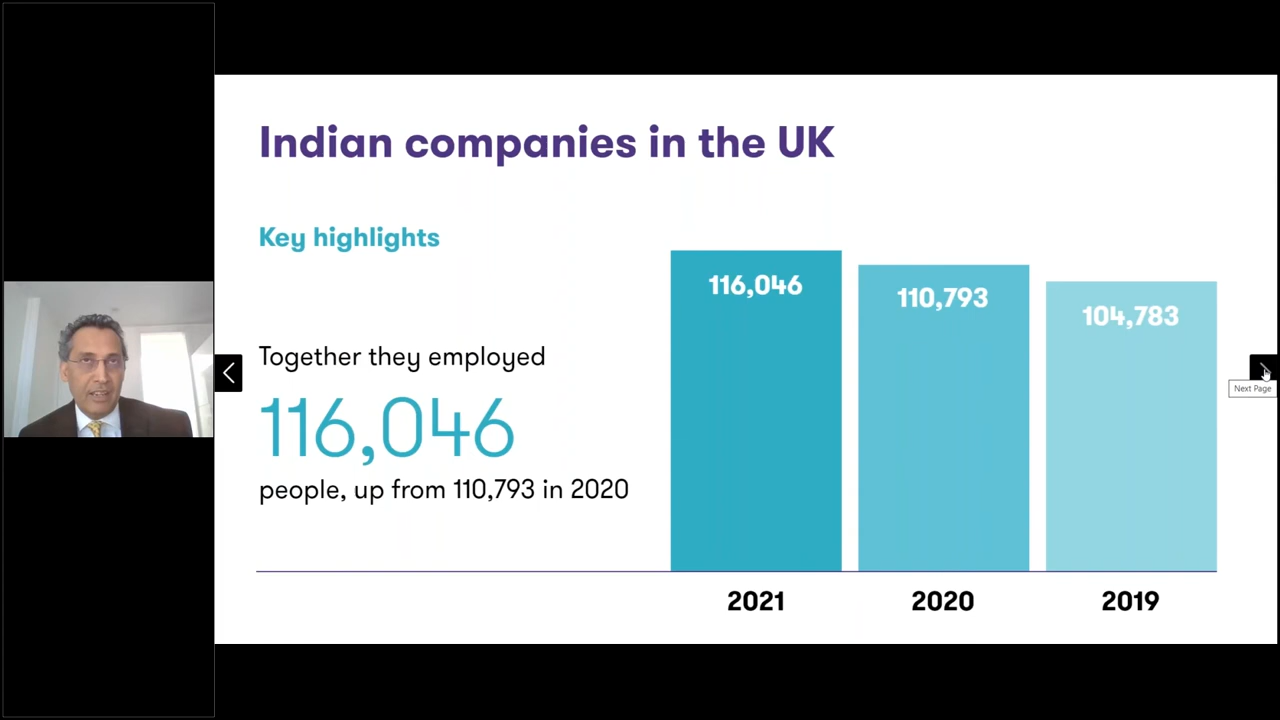 Indian companies in the UK
Key highlights
Together they employed
116,046
people, up from 110,793 in 2020
116,046
110,793
104,783
2021
2020
2019
Next Page